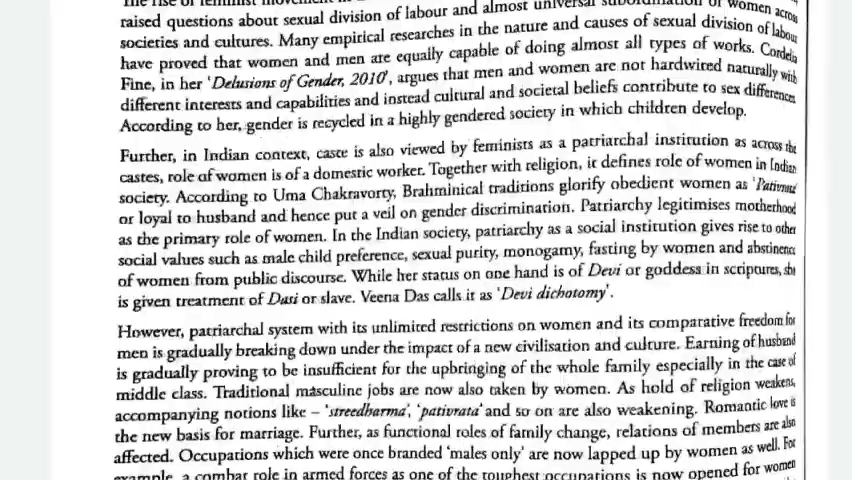 raised questions about sexual division of labour and almost universal subordination of women across
societies and cultures. Many empirical researches in the nature and causes of sexual division of labour
have proved that women and men are equally capable of doing almost all types of works. Cordelia
Fine, in her 'Delusions of Gender, 2010', argues that men and women are not hardwired naturally with
different interests and capabilities and instead cultural and societal beliefs contribute to sex differences
According to her, gender is recycled in a highly gendered society in which children develop.
Further, in Indian context, caste is also viewed by feminists as a patriarchal institution as across the
castes, role of women is of a domestic worker. Together with religion, it defines role of women in Indian
society. According to Uma Chakravorty, Brahminical traditions glorify obedient women as 'Pativrata'
or loyal to husband and hence put a veil on gender discrimination. Patriarchy legitimises motherhood
as the primary role of women. In the Indian society, patriarchy as a social institution gives rise to other
social values such as male child preference, sexual purity, monogamy, fasting by women and abstinence
of women from public discourse. While her status on one hand is of Devi or goddess in scriptures, she
is given treatment of Dasi or slave. Veena Das calls it as 'Devi dichotomy'.
However, patriarchal system with its unlimited restrictions on women and its comparative freedom for
men is gradually breaking down under the impact of a new civilisation and culture. Earning of husband
is gradually proving to be insufficient for the upbringing of the whole family especially in the case of
middle class. Traditional masculine jobs are now also taken by women. As hold of religion weakens,
accompanying notions like – 'streedharma', 'pativrata' and so on are also weakening. Romantic love is
the new basis for marriage. Further, as functional roles of family change, relations of members are also
affected. Occupations which were once branded 'males only' are now lapped up by women as well. For
example, a combat role in armed forces as one of the toughest occupations is now opened for women